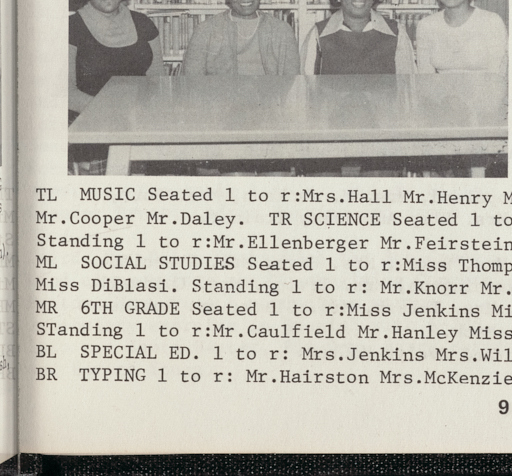 TL MUSIC Seated l to r:Mrs.Hall Mr.Henry M
Mr.Cooper Mr.Daley. TR SCIENCE Seated l to
Standing l to r:Mr.Ellenberger Mr.Feirstein
ML SOCIAL STUDIES Seated l to r:Miss Thomp
Miss DiBlasi. Standing l to r: Mr.Knorr Mr.
MR 6TH GRADE Seated l to r:Miss Jenkins Mi
STanding l to r:Mr.Caulfield Mr.Hanley Miss
BL SPECIAL ED. l to r: Mrs.Jenkins Mrs.Wil
BR TYPING l to r: Mr.Hairston Mrs.McKenzie
9